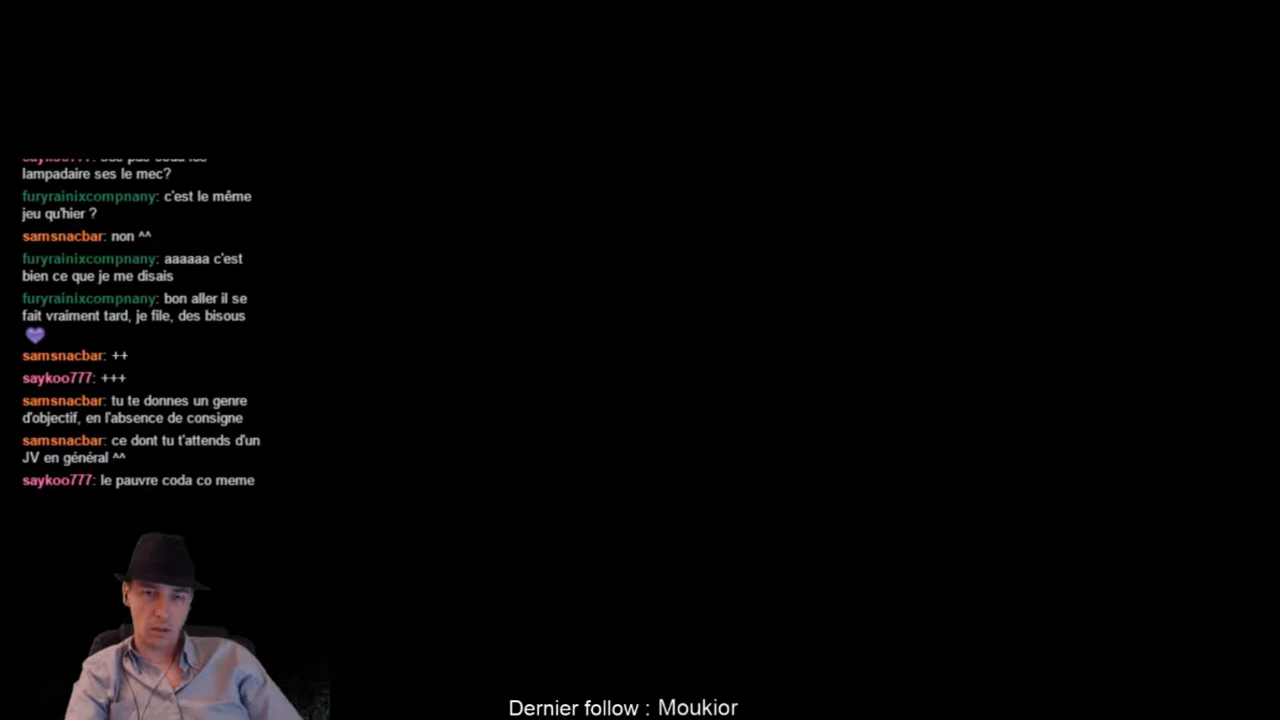 lampadaire ses le mec?
furyrainixcompnany: c'est le même
jeu qu'hier ?
samsnacbar: non ^^
furyrainixcompnany: aaaaaa c'est
bien ce que je me disais
furyrainixcompnany: bon aller il se
fait vraiment tard, je file, des bisous
samsnacbar: ++
saykoo777: +++
samsnacbar: tu te donnes un genre
d'objectif, en l'absence de consigne
samsnacbar: ce dont tu t'attends d'un
JV en général ^^
saykoo777: le pauvre coda co meme
Dernier follow : Moukior